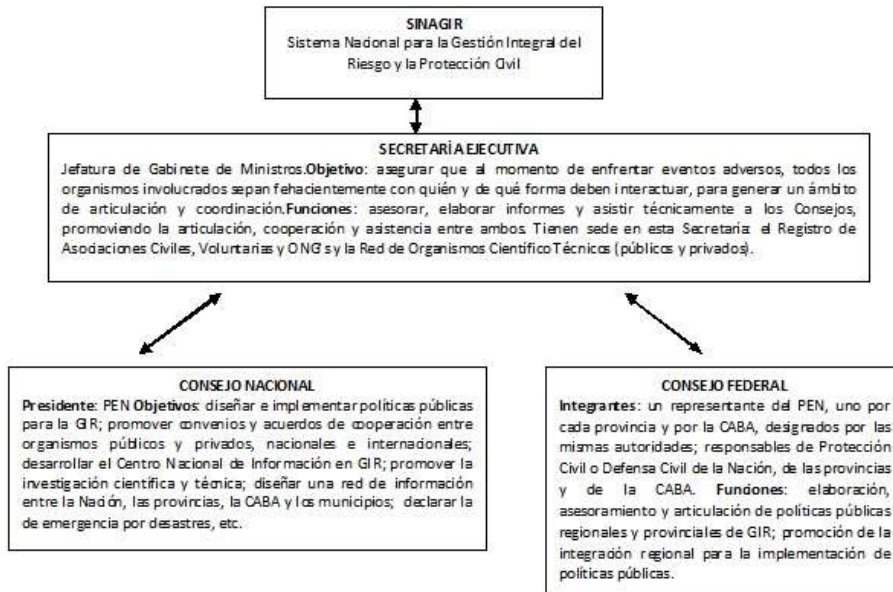 SINAGIR
Sistema Nacional para la Gestión Integral del
Riesgo y la Protección Civil
SECRETARÍA EJECUTIVA
Jefatura de Gabinete de Ministros.Objetivo: asegurar que al momento de enfrentar eventos adversos, todos los
organismos involucrados sepan fehacientemente con quién y de qué forma deben interactuar, para generar un ámbito
de articulación y coordinación.Funciones: asesorar, elaborar informes y asistir técnicamente a los Consejos,
promoviendo la articulación, cooperación y asistencia entre ambos. Tienen sede en esta Secretaría: el Registro de
Asociaciones Civiles, Voluntarias y ONG's y la Red de Organismos Científico Técnicos (públicos y privados).
CONSEJO NACIONAL
Presidente: PEN Objetivos: diseñar e implementar políticas públicas
para la GIR; promover convenios y acuerdos de cooperación entre
organismos públicos y privados, nacionales e internacionales;
desarrollar el Centro Nacional de Información en GIR; promover la
investigación científica y técnica; diseñar una red de información
entre la Nación, las provincias, la CABA y los municipios; declarar la
de emergencia por desastres, etc.
CONSEJO FEDERAL
Integrantes: un representante del PEN, uno por
cada provincia y por la CABA, designados por las
mismas autoridades; responsables de Protección
Civil o Defensa Civil de la Nación, de las provincias
y de la CABA. Funciones: elaboración,
asesoramiento y articulación de políticas públicas
regionales y provinciales de GIR; promoción de la
integración regional para la implementación de
políticas públicas.